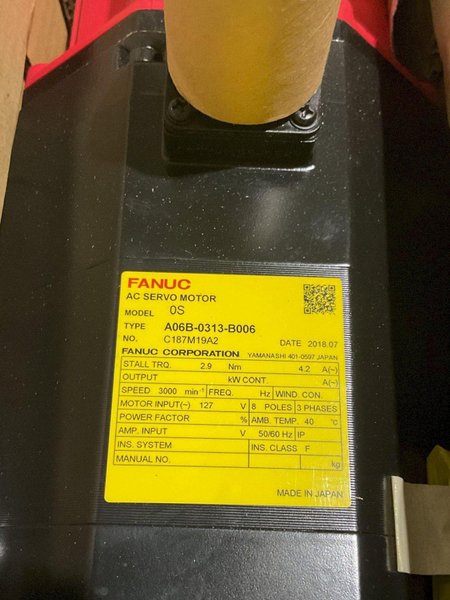 FANUC
AC SERVO MOTOR
MODEL 0S
TYPE A06B-0313-B006
NO. C187M19A2 DATE 2018.07
FANUC CORPORATION YAMANASHI 401-0597 JAPAN
STALL TRQ. 2.9 Nm 4.2 A(~)
OUTPUT kW CONT. A(~)
SPEED 3000 min⁻¹ FREQ. Hz WIND CON.
MOTOR INPUT(~) 127 V 8 POLES 3 PHASES
POWER FACTOR % AMB. TEMP. 40 °C
AMP. INPUT V 50/60 Hz IP
INS. SYSTEM INS. CLASS F
MANUAL NO. kg
MADE IN JAPAN